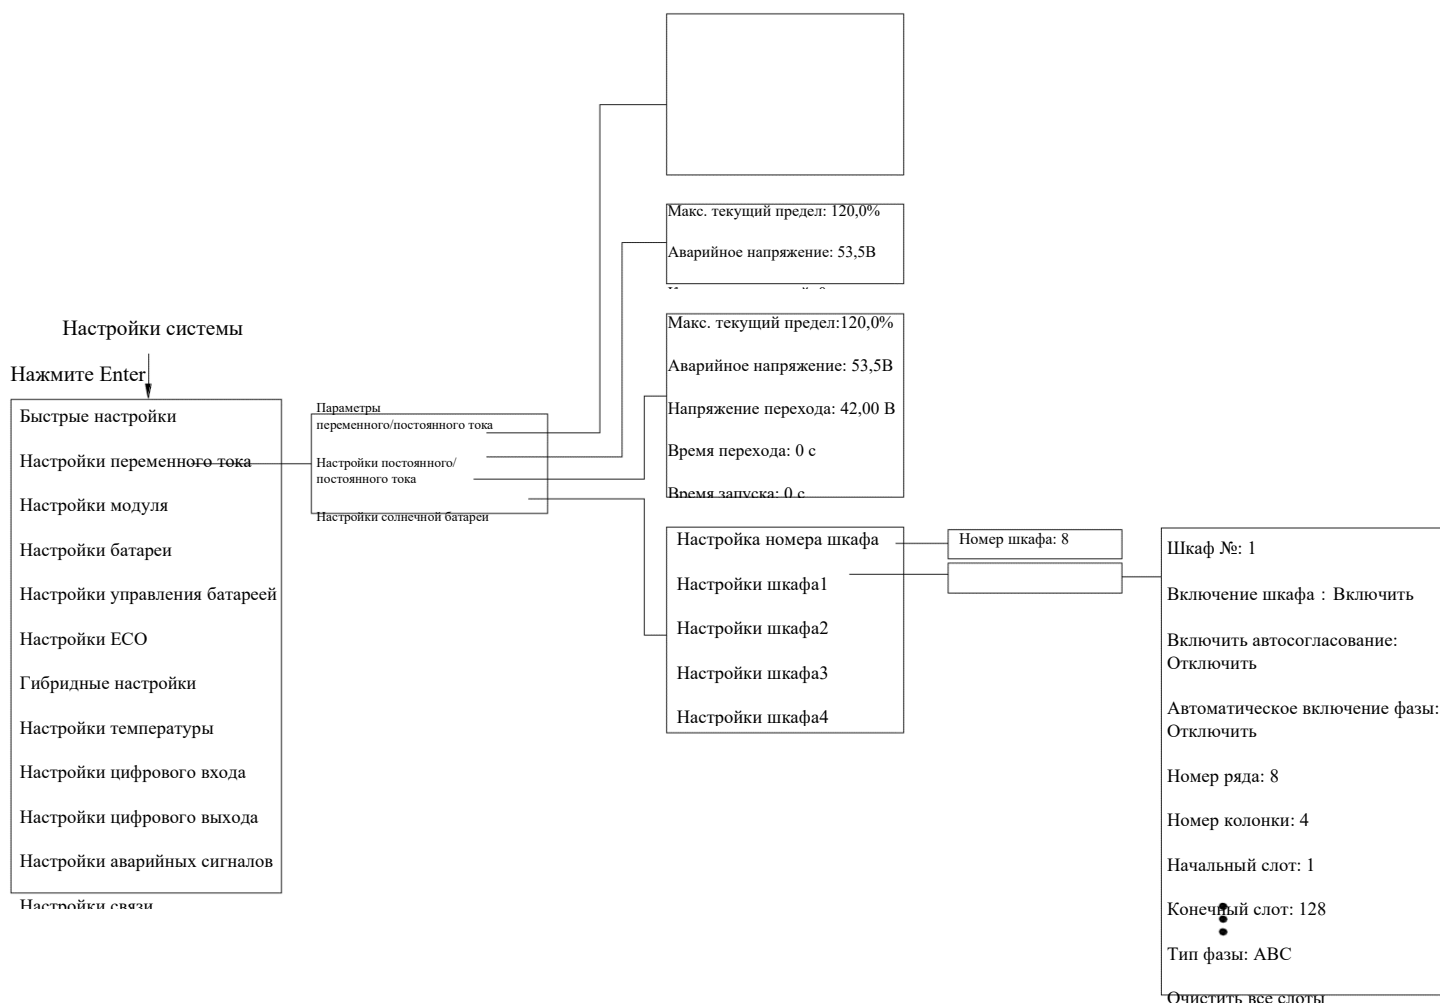 Настройки системы
Нажмите Enter
Быстрые настройки
Настройки переменного тока
Настройки модуля
Настройки батареи
Настройки управления батареей
Настройки ECO
Гибридные настройки
Настройки температуры
Настройки цифрового входа
Настройки цифрового выхода
Настройки аварийных сигналов
Настройки связи
Параметры
переменного/постоянного тока
Настройки постоянного/
постоянного тока
Настройки солнечной батареи
Макс. текущий предел: 120,0%
Аварийное напряжение: 53,5В
Макс. текущий предел:120,0%
Аварийное напряжение: 53,5В
Напряжение перехода: 42,00 В
Время перехода: 0 с
Время запуска: 0 с
Настройка номера шкафа
Настройки шкафа1
Настройки шкафа2
Настройки шкафа3
Настройки шкафа4
Номер шкафа: 8
Шкаф №: 1
Включение шкафа : Включить
Включить автосогласование:
Отключить
Автоматическое включение фазы:
Отключить
Номер ряда: 8
Номер колонки: 4
Начальный слот: 1
Конечный слот: 128
Тип фазы: ABC
Очистить все слоты